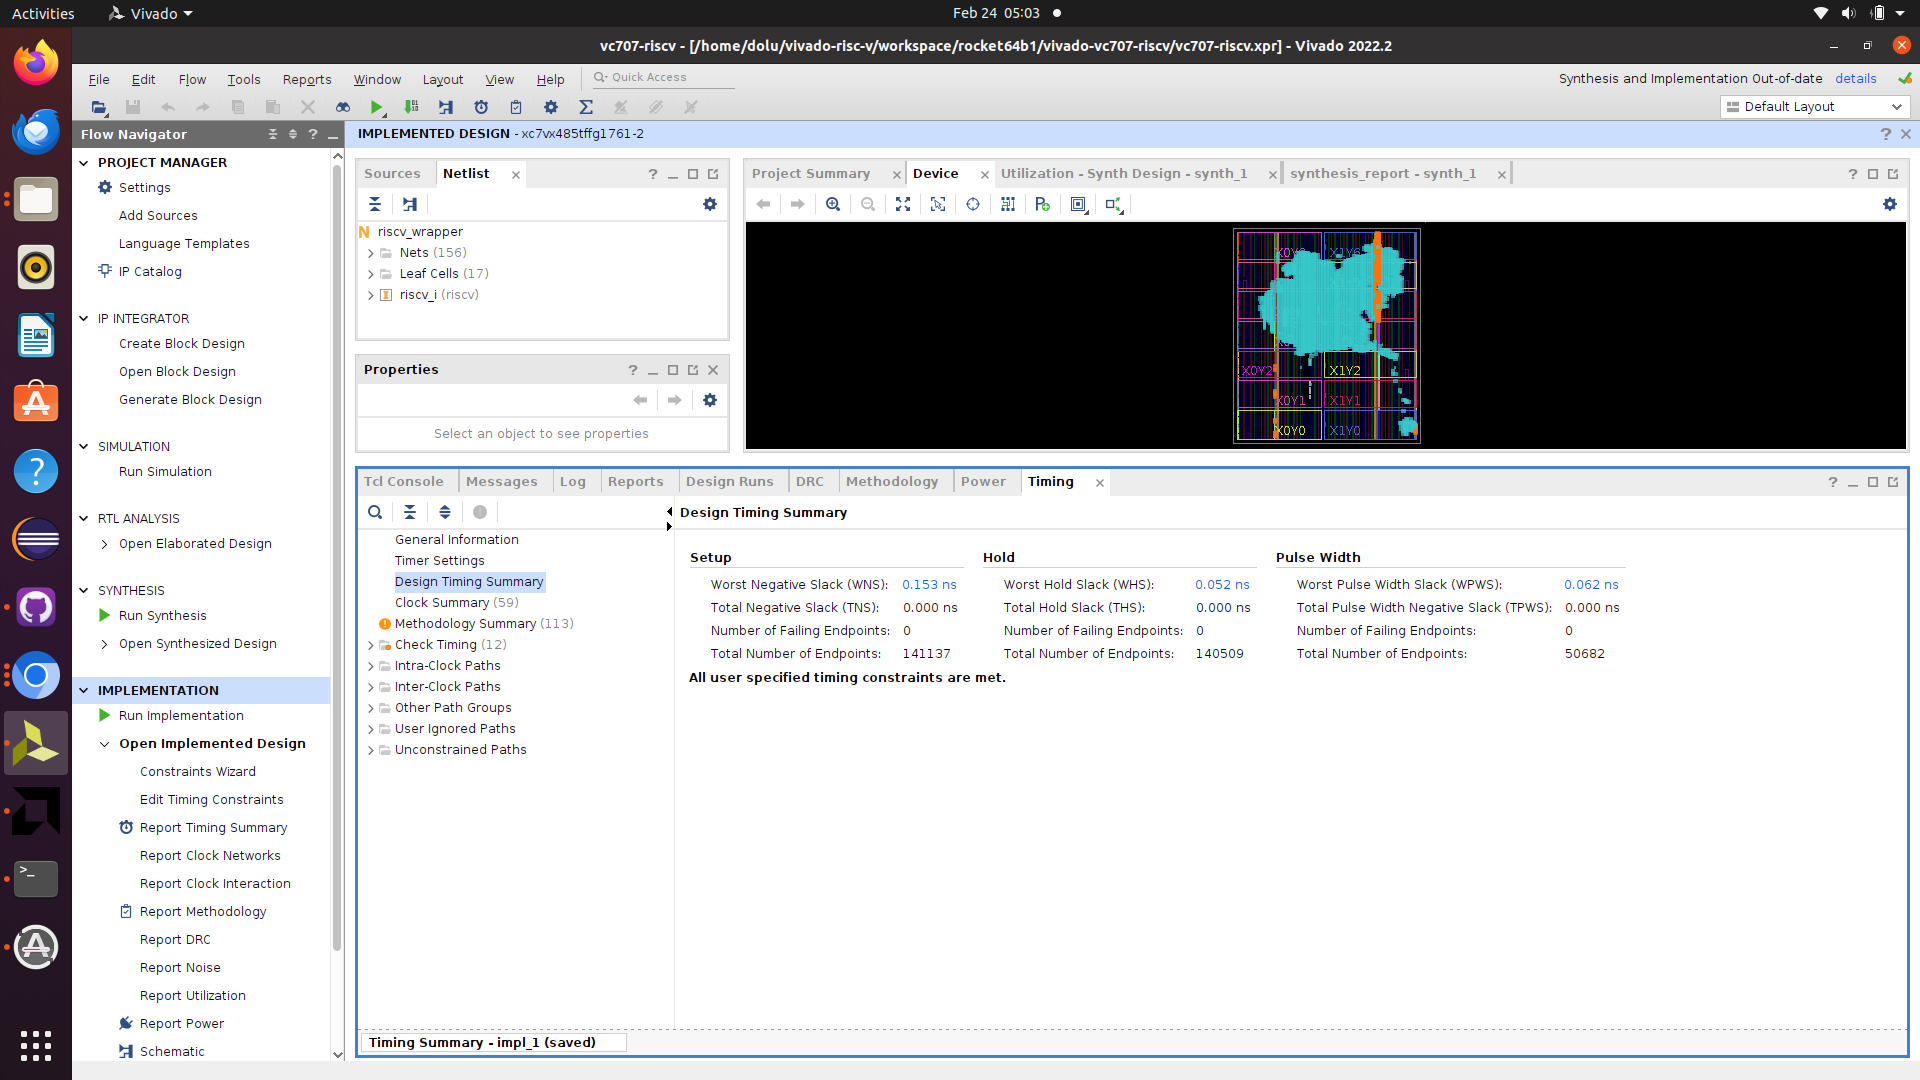 Activities
Vivado
Feb 24 05:03
vc707-riscv - [/home/dolu/vivado-risc-v/workspace/rocket64b1/vivado-vc707-riscv/vc707-riscv.xpr] - Vivado 2022.2
File Edit Flow Tools Reports Window Layout View Help
Quick Access
Synthesis and Implementation Out-of-date details
Default Layout
Flow Navigator
PROJECT MANAGER
Settings
Add Sources
Language Templates
IP Catalog
IP INTEGRATOR
Create Block Design
Open Block Design
Generate Block Design
SIMULATION
Run Simulation
RTL ANALYSIS
Open Elaborated Design
SYNTHESIS
Run Synthesis
Open Synthesized Design
IMPLEMENTATION
Run Implementation
Open Implemented Design
Constraints Wizard
Edit Timing Constraints
Report Timing Summary
Report Clock Networks
Report Clock Interaction
Report Methodology
Report DRC
Report Noise
Report Utilization
Report Power
Schematic
IMPLEMENTED DESIGN - xc7vx485tffg1761-2
Sources Netlist
riscv_wrapper
Nets (156)
Leaf Cells (17)
riscv_i (riscv)
Properties
Select an object to see properties
Project Summary Device Utilization - Synth Design - synth_1 synthesis_report - synth_1
X0Y2 X1Y2
X0Y1 X1Y1
X0Y0 X1Y0
Tcl Console Messages Log Reports Design Runs DRC Methodology Power Timing
General Information
Timer Settings
Design Timing Summary
Clock Summary (59)
Methodology Summary (113)
Check Timing (12)
Intra-Clock Paths
Inter-Clock Paths
Other Path Groups
User Ignored Paths
Unconstrained Paths
Design Timing Summary
Setup Hold Pulse Width
Worst Negative Slack (WNS): 0.153 ns Worst Hold Slack (WHS): 0.052 ns Worst Pulse Width Slack (WPWS): 0.062 ns
Total Negative Slack (TNS): 0.000 ns Total Hold Slack (THS): 0.000 ns Total Pulse Width Negative Slack (TPWS): 0.000 ns
Number of Failing Endpoints: 0 Number of Failing Endpoints: 0 Number of Failing Endpoints: 0
Total Number of Endpoints: 141137 Total Number of Endpoints: 140509 Total Number of Endpoints: 50682
All user specified timing constraints are met.
Timing Summary - impl_1 (saved)